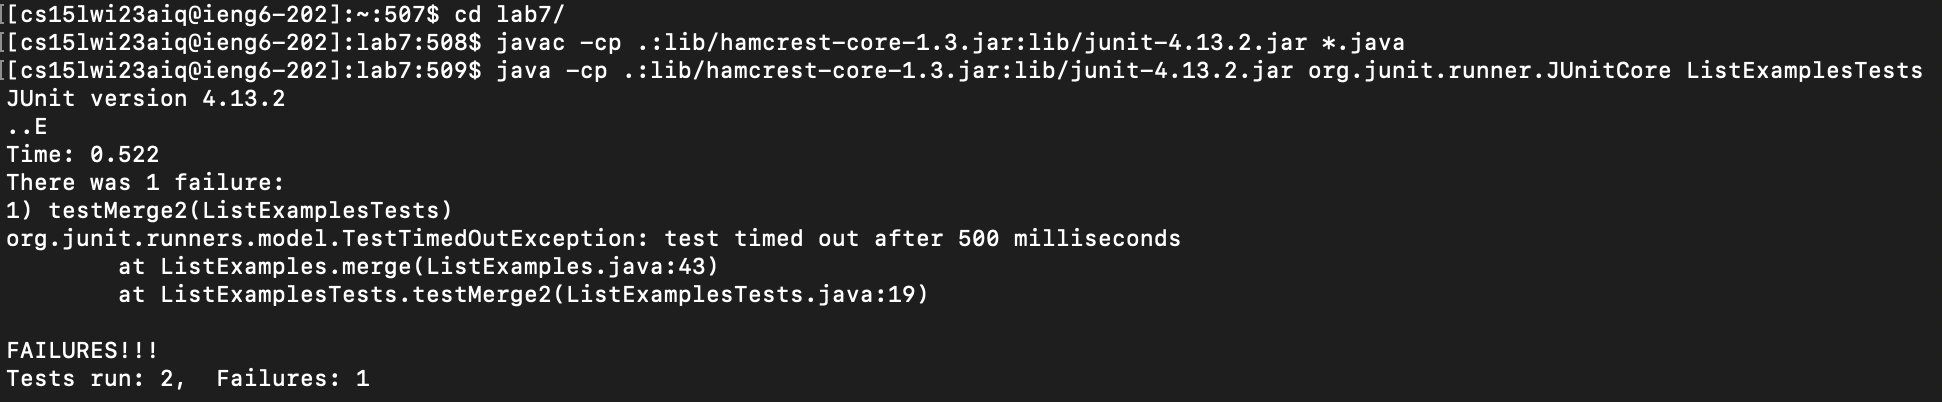 [[cs15lwi23aiq@ieng6-202]:~:507$ cd lab7/
[[cs15lwi23aiq@ieng6-202]:lab7:508$ javac -cp .:lib/hamcrest-core-1.3.jar:lib/junit-4.13.2.jar *.java
[[cs15lwi23aiq@ieng6-202]:lab7:509$ java -cp .:lib/hamcrest-core-1.3.jar:lib/junit-4.13.2.jar org.junit.runner.JUnitCore ListExamplesTests
JUnit version 4.13.2
..E
Time: 0.522
There was 1 failure:
1) testMerge2(ListExamplesTests)
org.junit.runners.model.TestTimedOutException: test timed out after 500 milliseconds
        at ListExamples.merge(ListExamples.java:43)
        at ListExamplesTests.testMerge2(ListExamplesTests.java:19)

FAILURES!!!
Tests run: 2,  Failures: 1